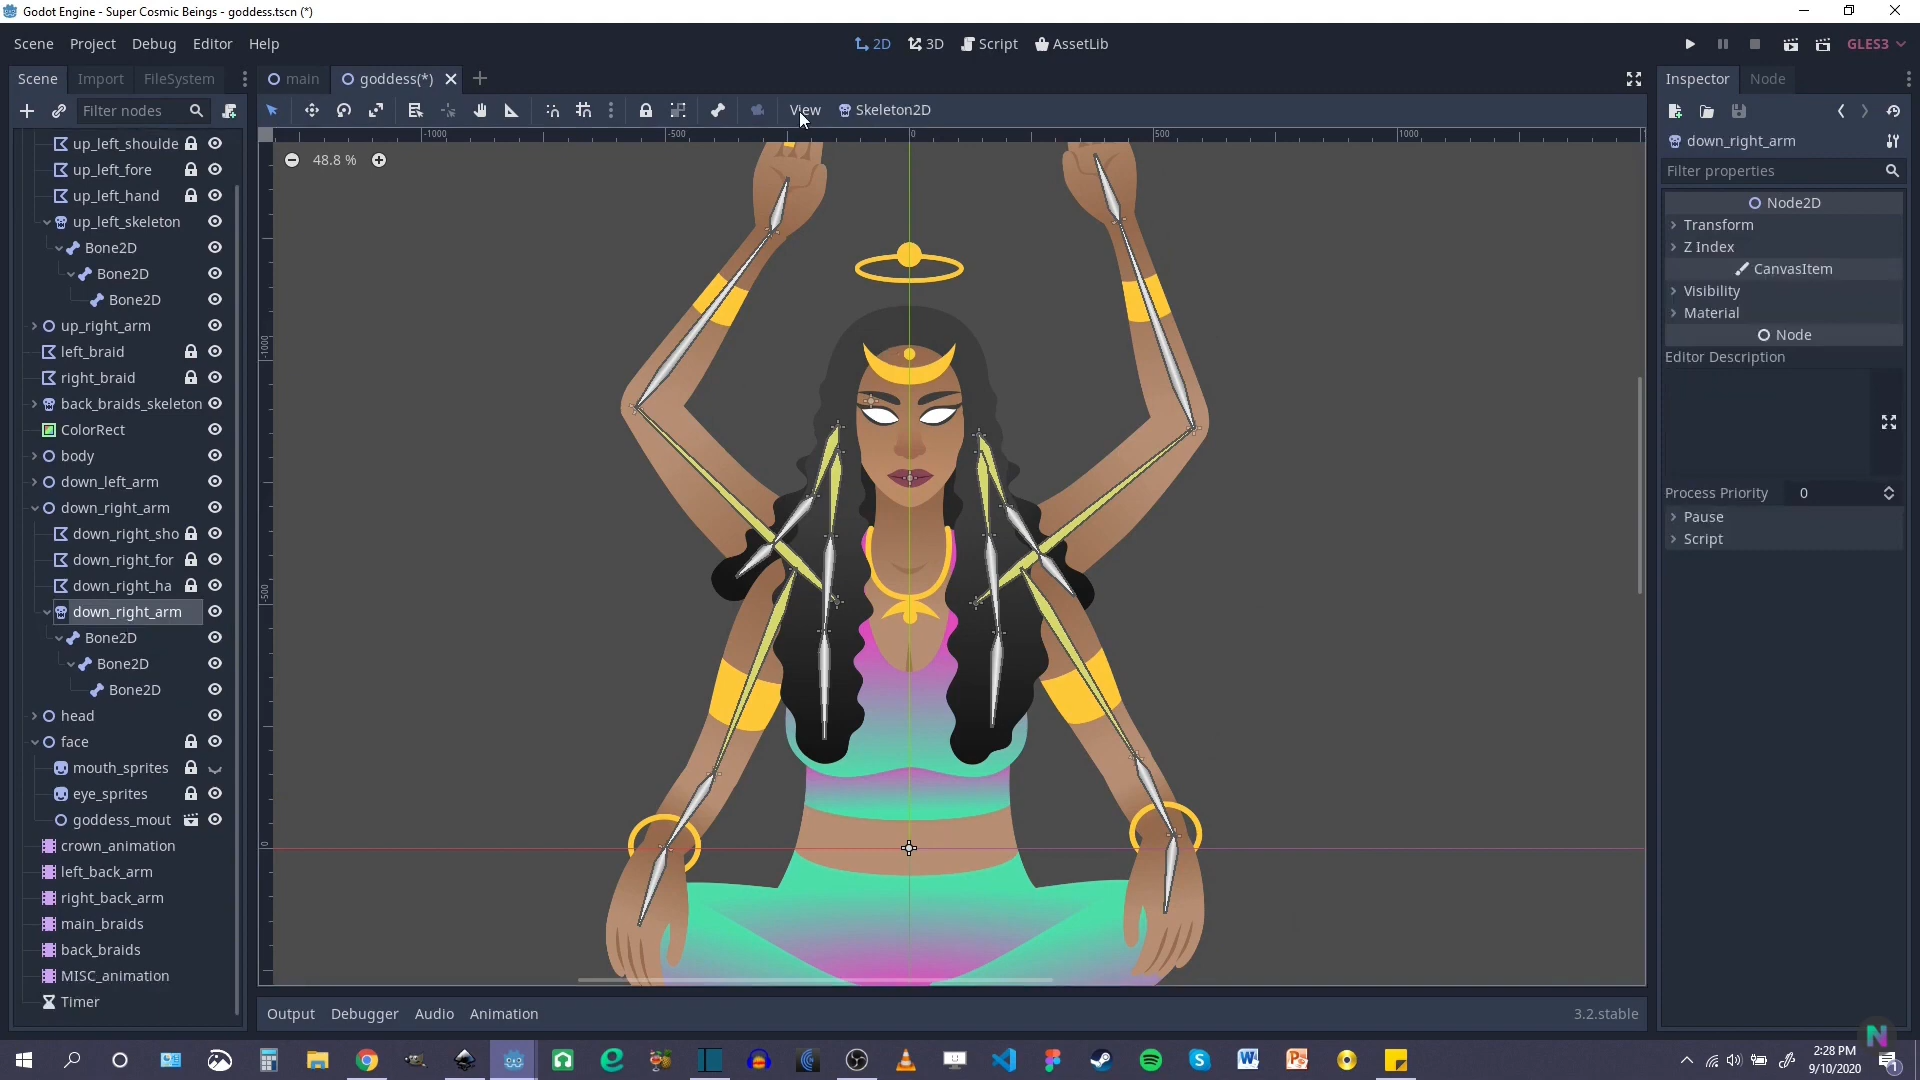 Godot Engine - Super Cosmic Beings - goddess.tscn (*)
Scene Project Debug Editor Help
2D 3D Script AssetLib
GLES3
Scene Import FileSystem
main goddess(*)
Inspector Node
Filter nodes
View Skeleton2D
48.8 %
-1000 -500 0 500 1000
-1000
-500
0
up_left_shoulde
up_left_fore
up_left_hand
up_left_skeleton
Bone2D
Bone2D
Bone2D
up_right_arm
left_braid
right_braid
back_braids_skeleton
ColorRect
body
down_left_arm
down_right_arm
down_right_sho
down_right_for
down_right_ha
down_right_arm
Bone2D
Bone2D
Bone2D
head
face
mouth_sprites
eye_sprites
goddess_mout
crown_animation
left_back_arm
right_back_arm
main_braids
back_braids
MISC_animation
Timer
down_right_arm
Filter properties
Node2D
Transform
Z Index
CanvasItem
Visibility
Material
Node
Editor Description
Process Priority 0
Pause
Script
Output Debugger Audio Animation
3.2.stable
2:28 PM
9/10/2020